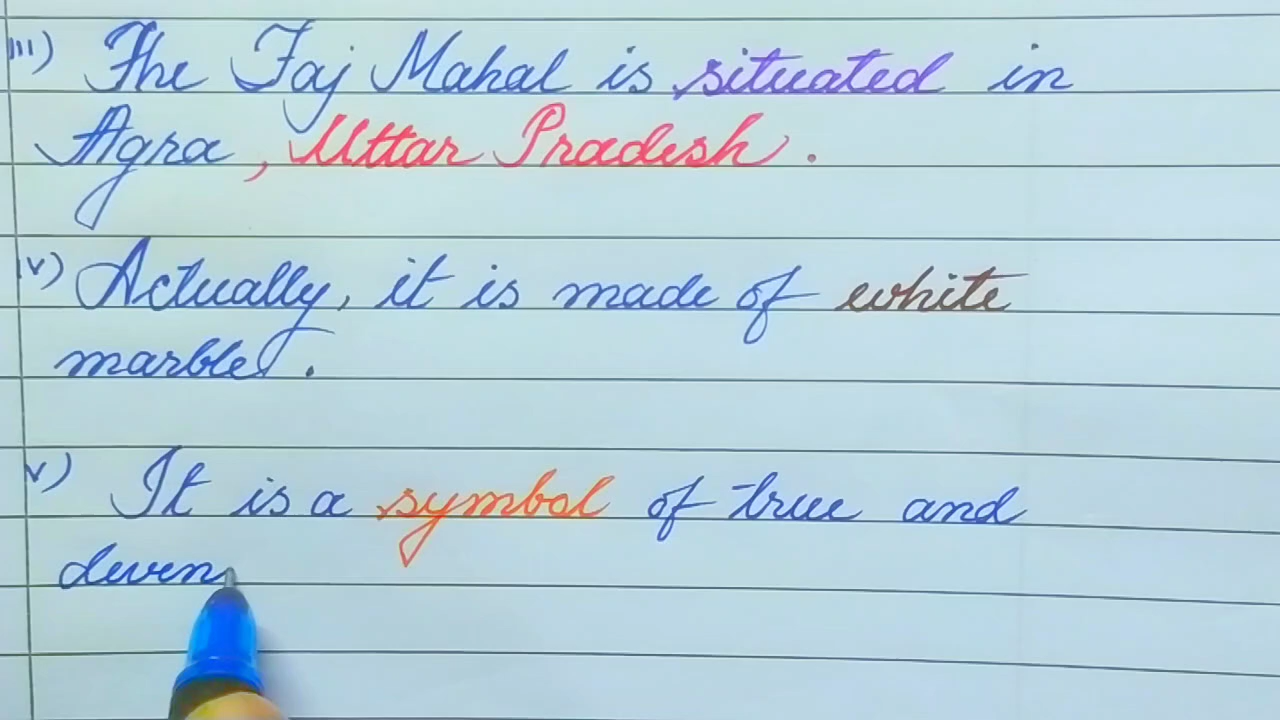 iii) The Taj Mahal is situated in
Agra, Uttar Pradesh.
iv) Actually, it is made of white
marble.
v) It is a symbol of true and